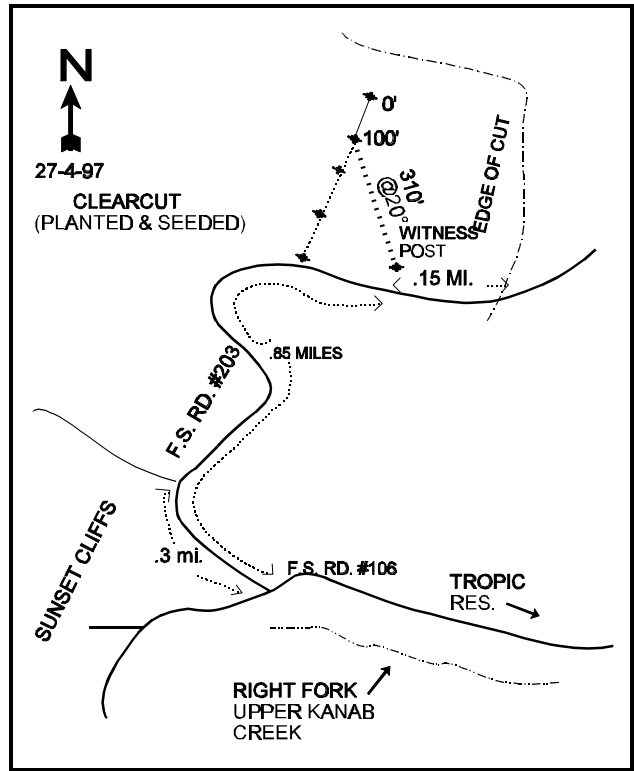 N
27-4-97
CLEARCUT
(PLANTED & SEEDED)
0'
100'
310'
@20°
EDGE OF CUT
WITNESS
POST
.15 MI.
.85 MILES
F.S. RD. #203
SUNSET CLIFFS
.3 mi.
F.S. RD. #106
TROPIC
RES.
RIGHT FORK
UPPER KANAB
CREEK